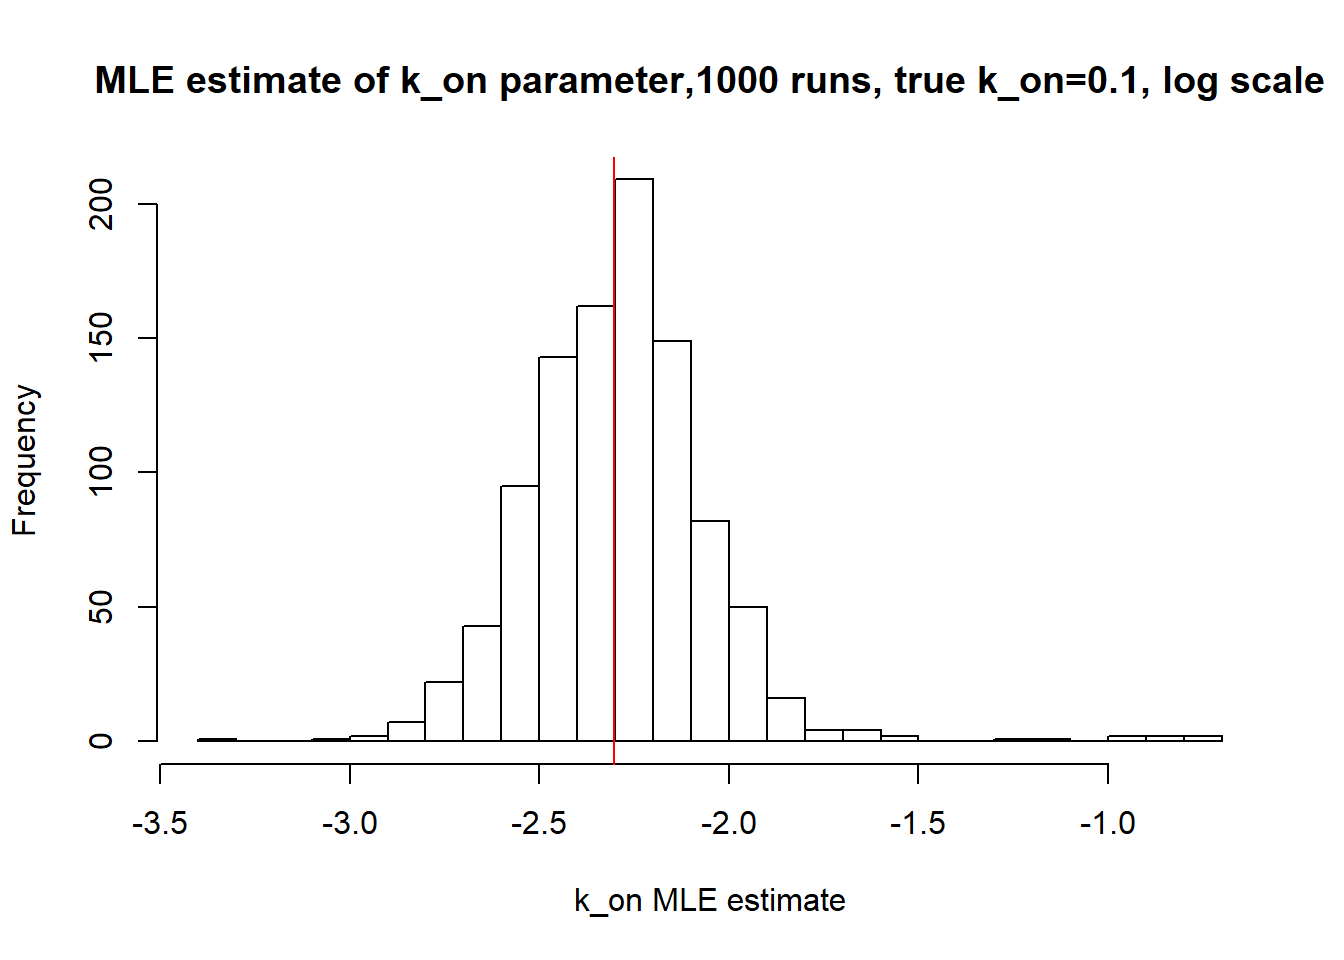 MLE estimate of k_on parameter,1000 runs, true k_on=0.1, log scale
200
150
100
50
0
Frequency
-3.5 -3.0 -2.5 -2.0 -1.5 -1.0
k_on MLE estimate